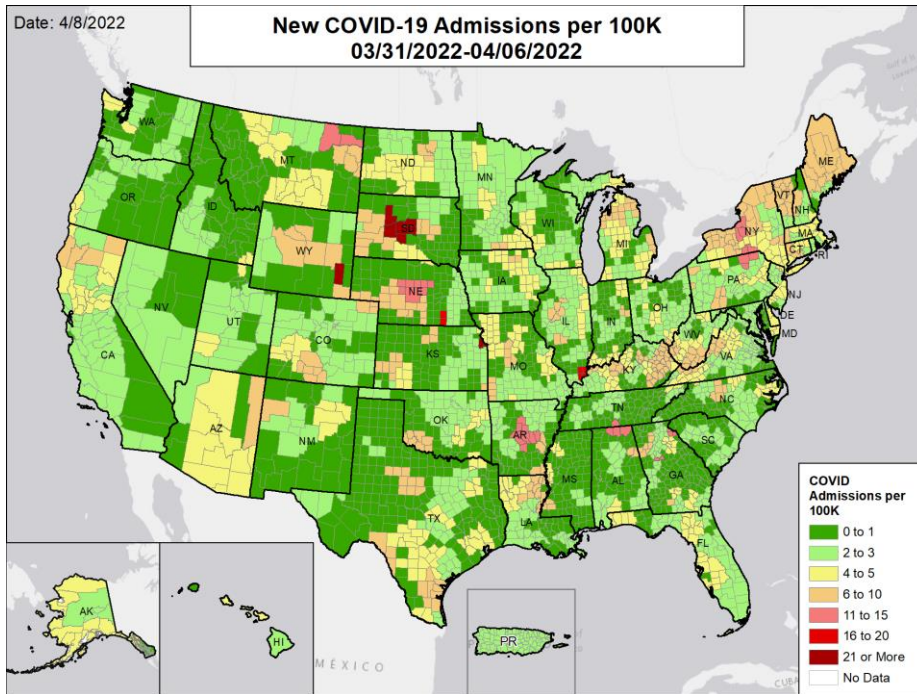 Date: 4/8/2022
New COVID-19 Admissions per 100K
03/31/2022-04/06/2022
WA
MT
ND
MN
ME
VT
NH
OR
ID
WI
NY
MA
SD
MI
CT
RI
WY
IA
PA
NE
NJ
NV
OH
IL
IN
DE
UT
MD
CO
WV
CA
KS
MO
VA
KY
NC
TN
OK
AZ
NM
AR
SC
MS
AL
GA
TX
LA
FL
AK
HI
PR
MÉXICO
CUBA
COVID
Admissions per
100K
0 to 1
2 to 3
4 to 5
6 to 10
11 to 15
16 to 20
21 or More
No Data